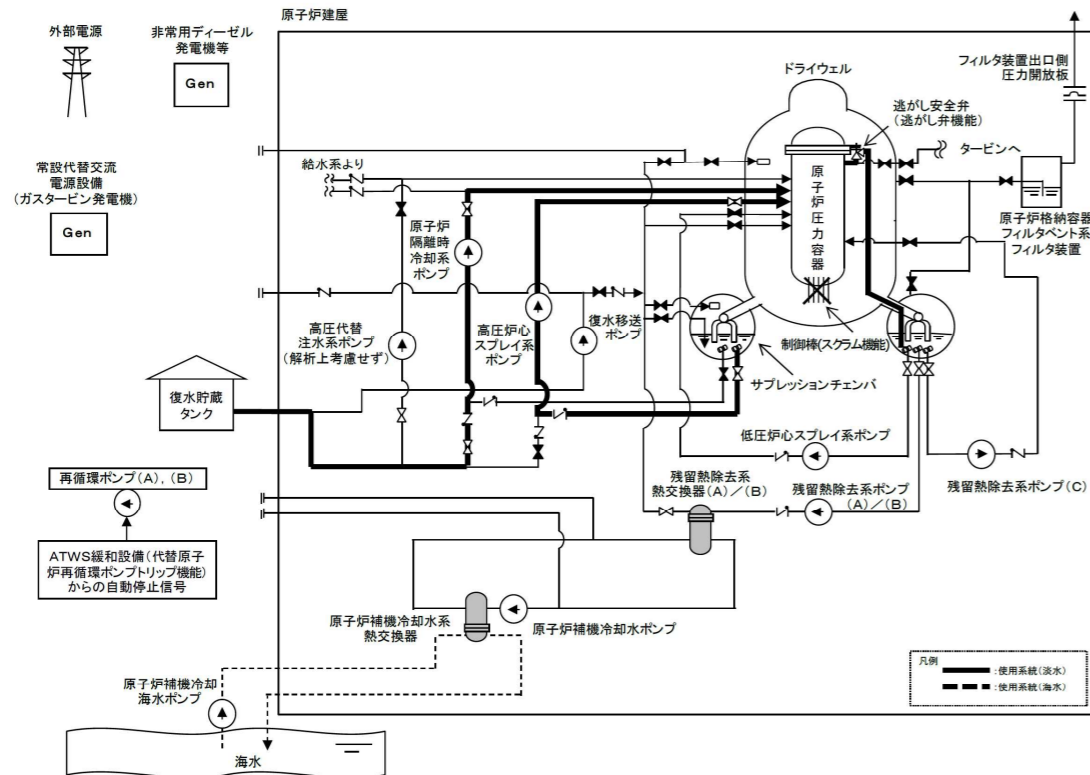 原子炉建屋
外部電源
非常用ディーゼル
発電機等
Gen
ドライウェル
フィルタ装置出口側
圧力開放板
逃がし安全弁
(逃がし弁機能)
タービンへ
給水系より
常設代替交流
電源設備
(ガスタービン発電機)
Gen
原子炉圧力容器
原子炉格納容器
フィルタベント系
フィルタ装置
原子炉
隔離時
冷却系
ポンプ
高圧代替
注水系ポンプ
(解析上考慮せず)
高圧炉心
スプレイ系
ポンプ
復水移送
ポンプ
制御棒(スクラム機能)
サプレッションチェンバ
復水貯蔵
タンク
低圧炉心スプレイ系ポンプ
再循環ポンプ(A),(B)
残留熱除去系
熱交換器(A)/(B)
残留熱除去系ポンプ
(A)/(B)
残留熱除去系ポンプ(C)
ATWS緩和設備(代替原子
炉再循環ポンプトリップ機能)
からの自動停止信号
原子炉補機冷却水系
熱交換器
原子炉補機冷却水ポンプ
原子炉補機冷却
海水ポンプ
海水
凡例
:使用系統(淡水)
:使用系統(海水)